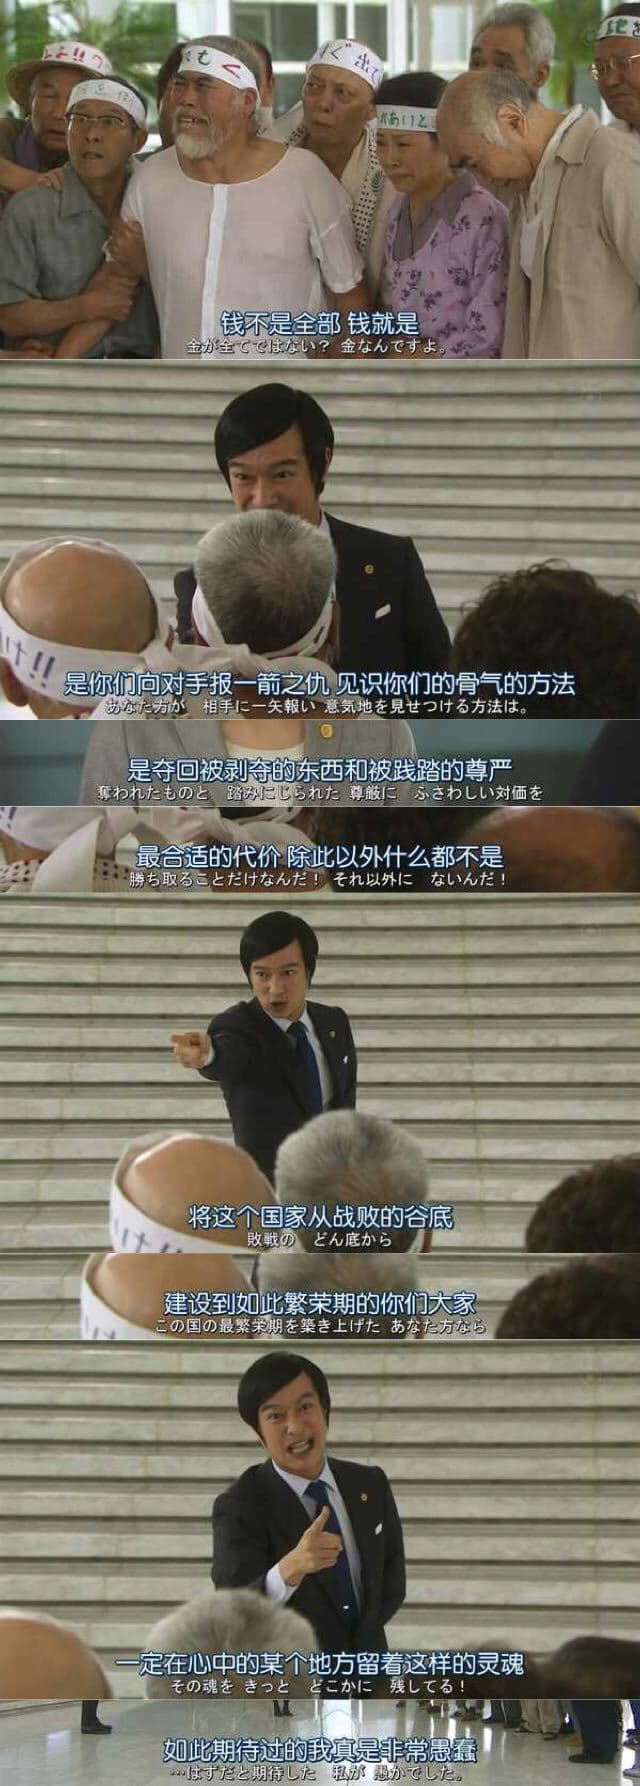 もく
ぐ出て
あいと
钱不是全部 钱就是
金が全てではない? 金なんですよ。
け!!
是你们向对手报一箭之仇 见识你们的骨气的方法
あなた方が 相手に一矢報い 意気地を見せつける方法は。
是夺回被剥夺的东西和被践踏的尊严
奪われたものと 踏みにじられた 尊厳に ふさわしい対価を
最合适的代价 除此以外什么都不是
勝ち取ることだけなんだ! それ以外に ないんだ!
将这个国家从战败的谷底
敗戦の どん底から
建设到如此繁荣期的你们大家
この国の最繁栄期を築き上げた あなた方なら
一定在心中的某个地方留着这样的灵魂
その魂を きっと どこかに 残してる!
如此期待过的我真是非常愚蠢
…はずだと期待した 私が 愚かでした。